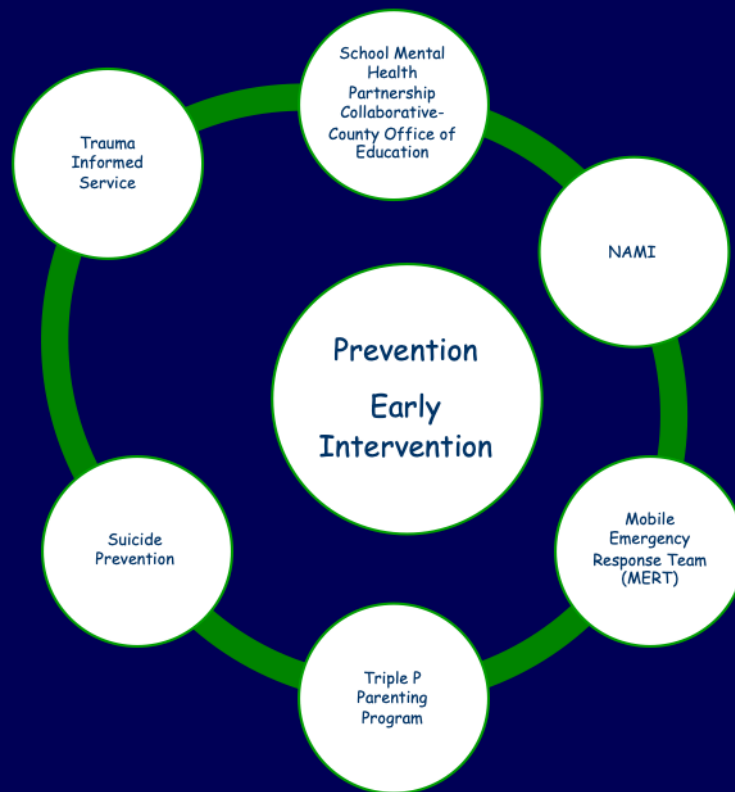 School Mental
Health
Partnership
Collaborative-
County Office of
Education
Trauma
Informed
Service
NAMI
Prevention
Early
Intervention
Mobile
Emergency
Response Team
(MERT)
Suicide
Prevention
Triple P
Parenting
Program